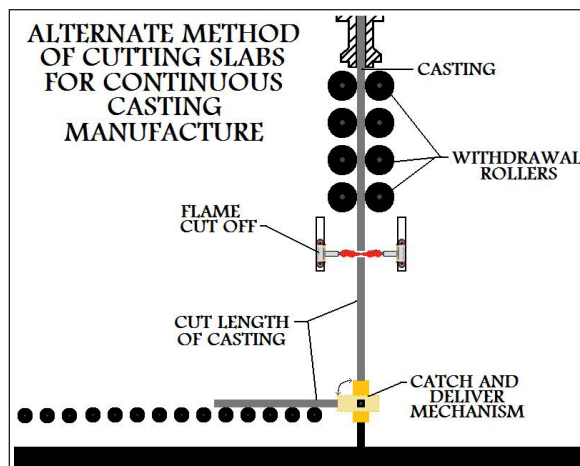 ALTERNATE METHOD
OF CUTTING SLABS
FOR CONTINUOUS
CASTING
MANUFACTURE
CASTING
WITHDRAWAL
ROLLERS
FLAME
CUT OFF
CUT LENGTH
OF CASTING
CATCH AND
DELIVER
MECHANISM